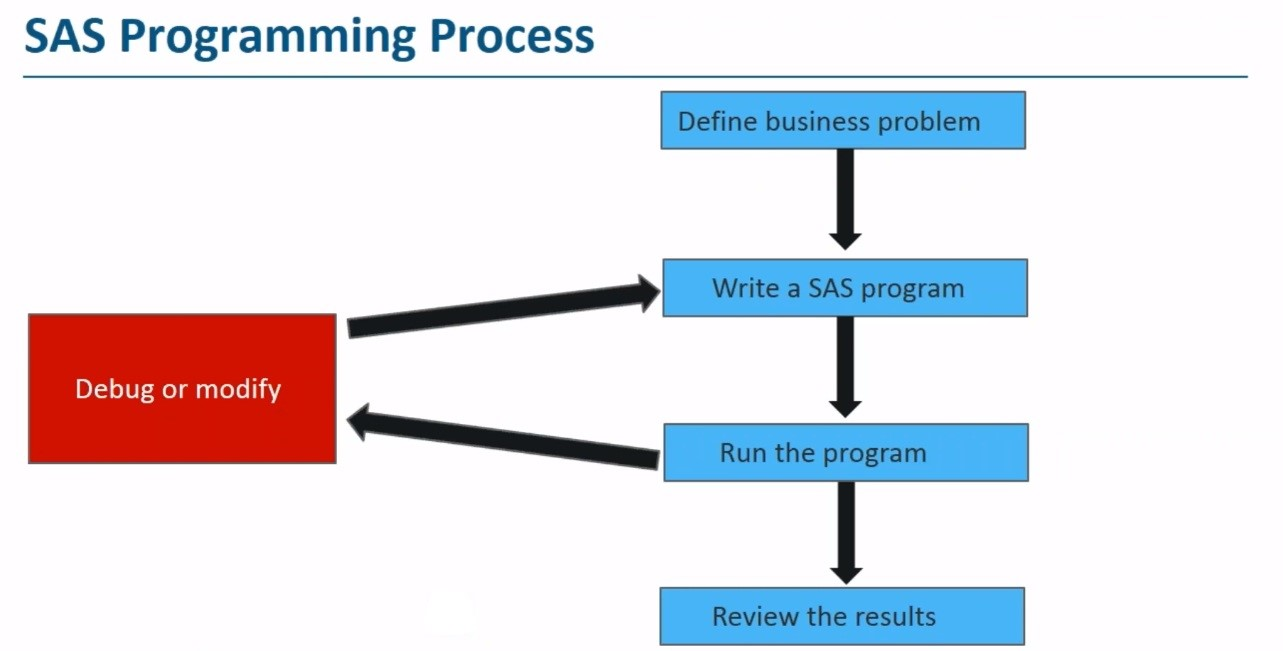 SAS Programming Process
Define business problem
Write a SAS program
Debug or modify
Run the program
Review the results